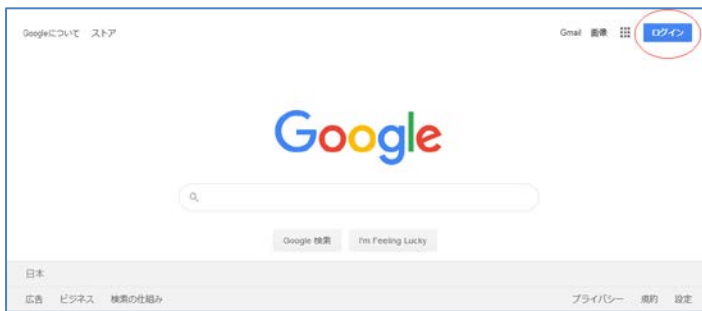 Googleについて ストア Gmail 画像 ログイン
Google
Google 検索 I'm Feeling Lucky
日本
広告 ビジネス 検索の仕組み プライバシー 規約 設定